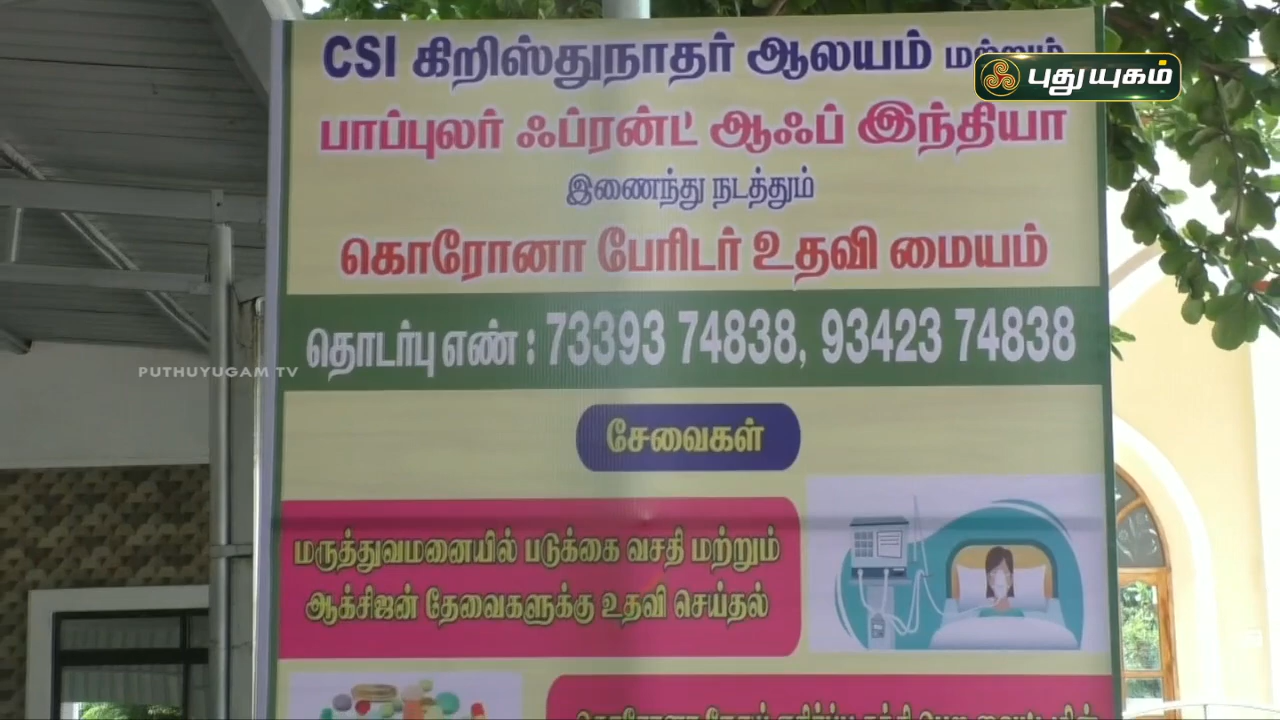 CSI கிறிஸ்துநாதர் ஆலயம் மற்றும்
புதுயுகம்
பாப்புலர் ஃப்ரன்ட் ஆஃப் இந்தியா
இணைந்து நடத்தும்
கொரோனா பேரிடர் உதவி மையம்
தொடர்பு எண் : 73393 74838, 93423 74838
PUTHUYUGAM TV
சேவைகள்
மருத்துவமனையில் படுக்கை வசதி மற்றும்
ஆக்சிஜன் தேவைகளுக்கு உதவி செய்தல்